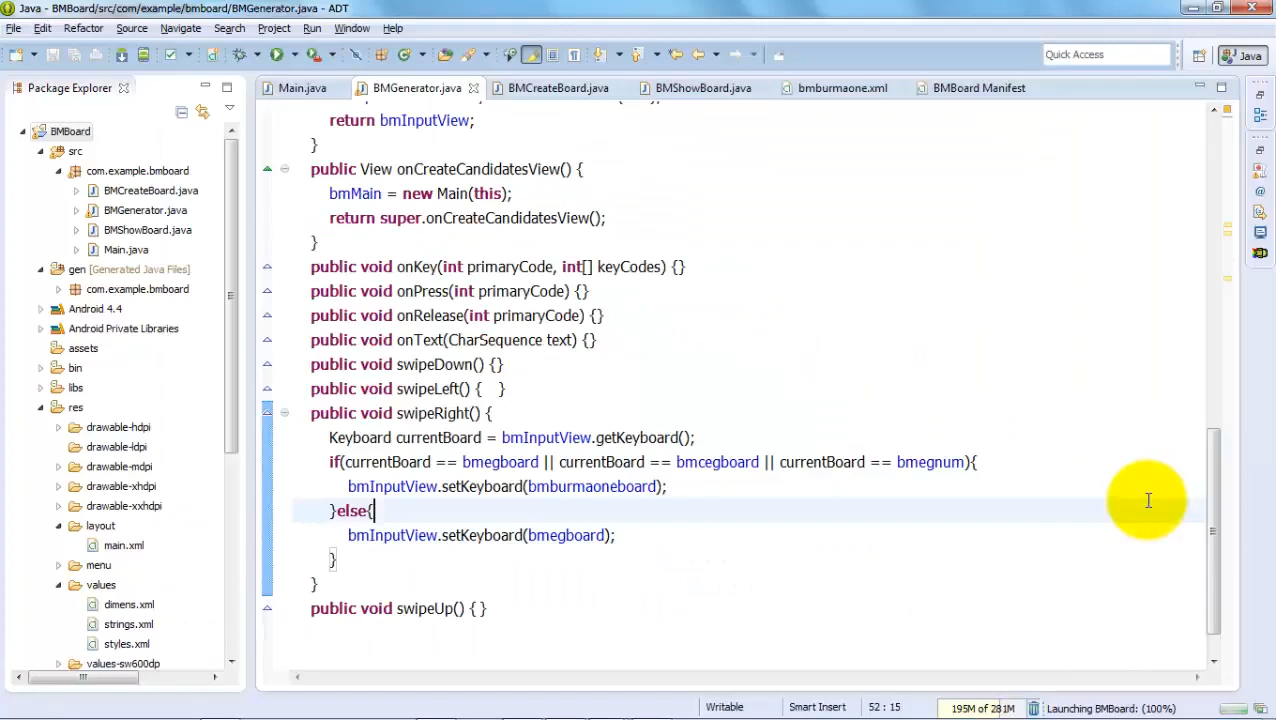 Java - BMBoard/src/com/example/bmboard/BMGenerator.java - ADT
File Edit Refactor Source Navigate Search Project Run Window Help
Quick Access
Java
Package Explorer
Main.java BMGenerator.java BMCreateBoard.java BMShowBoard.java bmburmaone.xml BMBoard Manifest
BMBoard
src
com.example.bmboard
BMCreateBoard.java
BMGenerator.java
BMShowBoard.java
Main.java
gen [Generated Java Files]
com.example.bmboard
Android 4.4
Android Private Libraries
assets
bin
libs
res
drawable-hdpi
drawable-ldpi
drawable-mdpi
drawable-xhdpi
drawable-xxhdpi
layout
main.xml
menu
values
dimens.xml
strings.xml
styles.xml
values-sw600dp
return bmInputView;
}
public View onCreateCandidatesView() {
bmMain = new Main(this);
return super.onCreateCandidatesView();
}
public void onKey(int primaryCode, int[] keyCodes) {}
public void onPress(int primaryCode) {}
public void onRelease(int primaryCode) {}
public void onText(CharSequence text) {}
public void swipeDown() {}
public void swipeLeft() { }
public void swipeRight() {
Keyboard currentBoard = bmInputView.getKeyboard();
if(currentBoard == bmegboard || currentBoard == bmcegboard || currentBoard == bmegnum){
bmInputView.setKeyboard(bmburmaoneboard);
}else{
bmInputView.setKeyboard(bmegboard);
}
}
public void swipeUp() { }
Writable Smart Insert 52 : 15 195M of 281M Launching BMBoard: (100%)